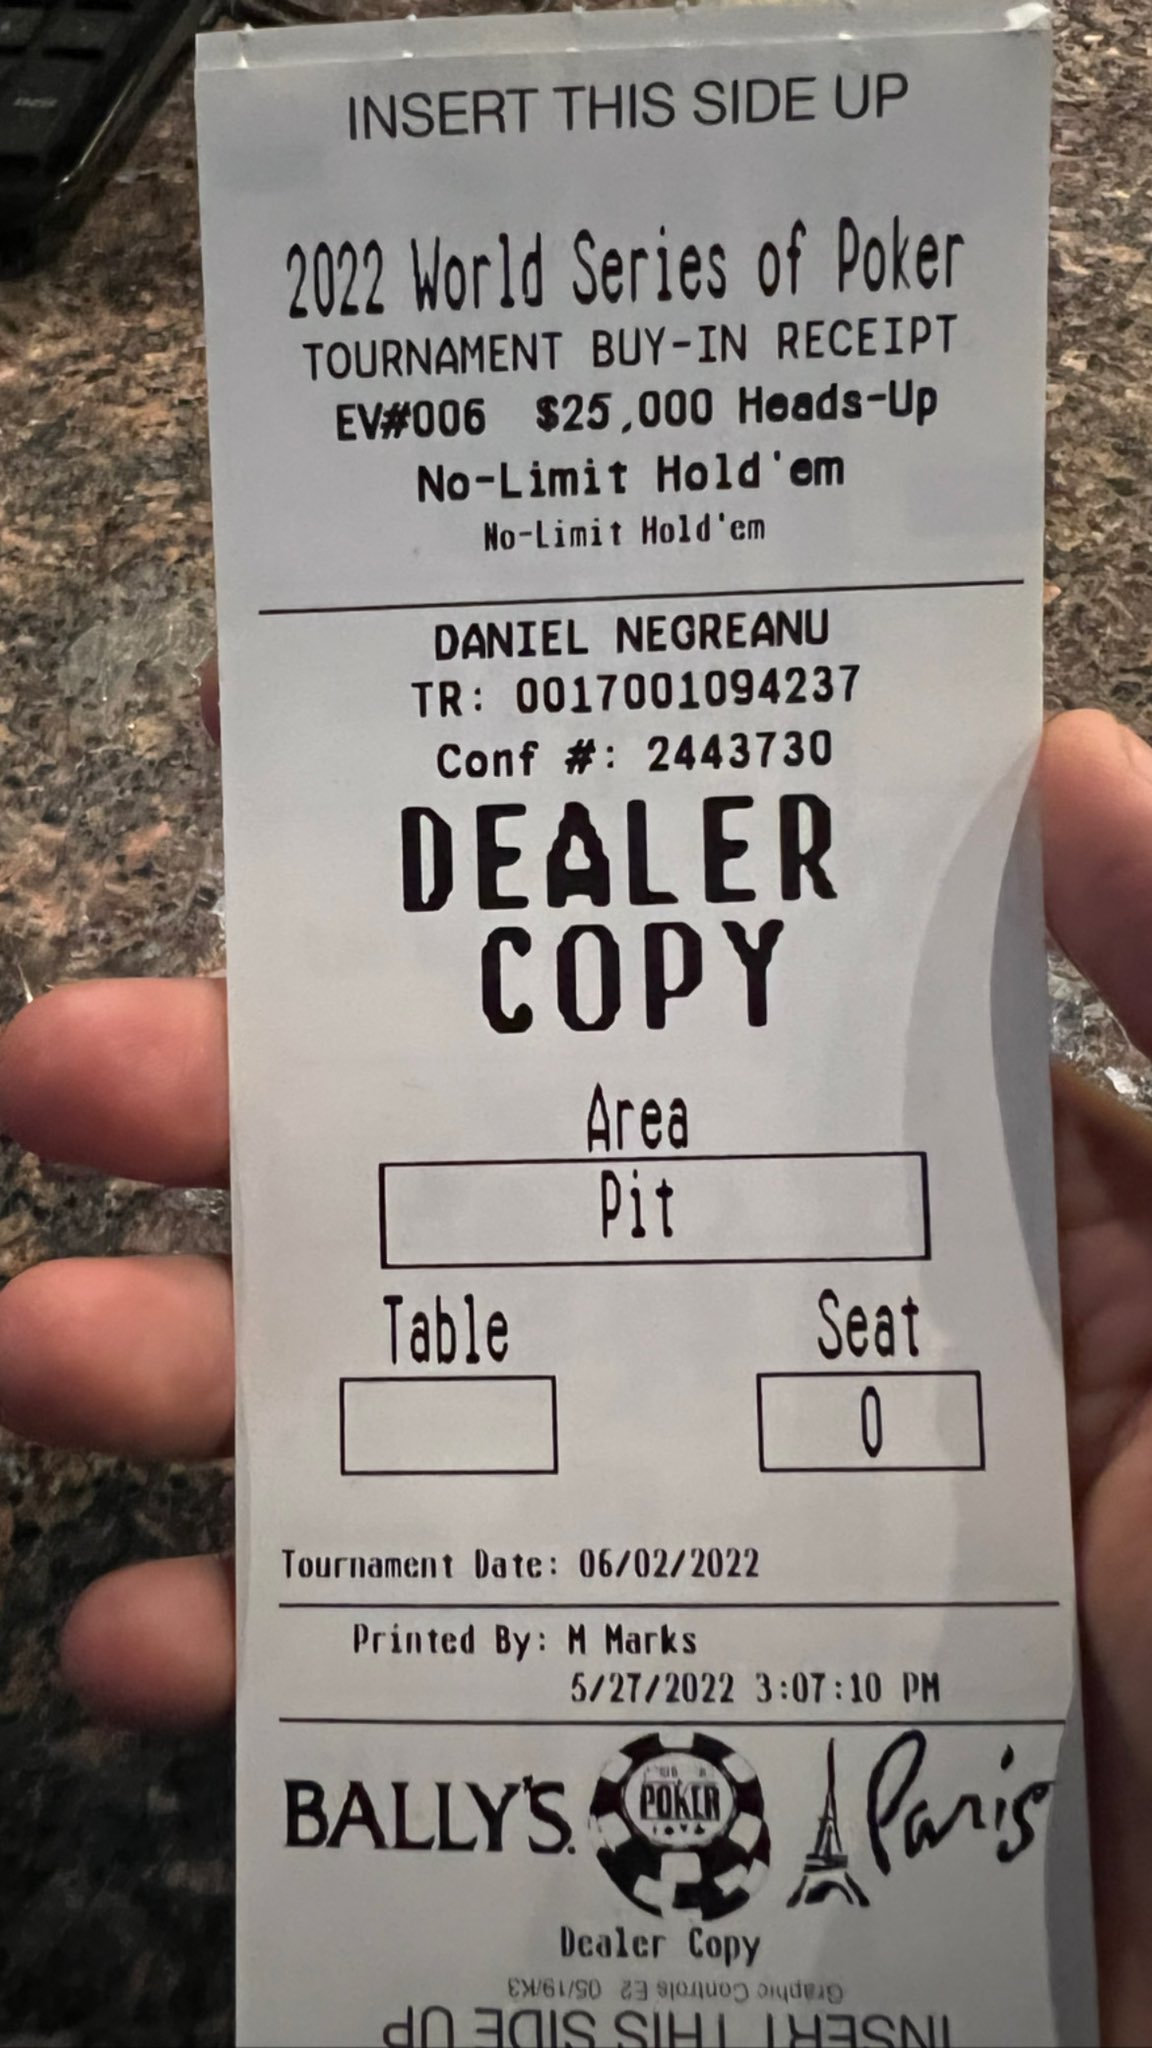 INSERT THIS SIDE UP
2022 World Series of Poker
TOURNAMENT BUY-IN RECEIPT
EV#006 $25,000 Heads-Up
No-Limit Hold'em
No-Limit Hold'em
DANIEL NEGREANU
TR: 0017001094237
Conf #: 2443730
DEALER
COPY
Area
Pit
Table Seat
0
Tournament Date: 06/02/2022
Printed By: M Marks
5/27/2022 3:07:10 PM
BALLY'S. POKER Paris
Dealer Copy
Graphic Controls E2 05/19/K3
INSERT THIS SIDE UP